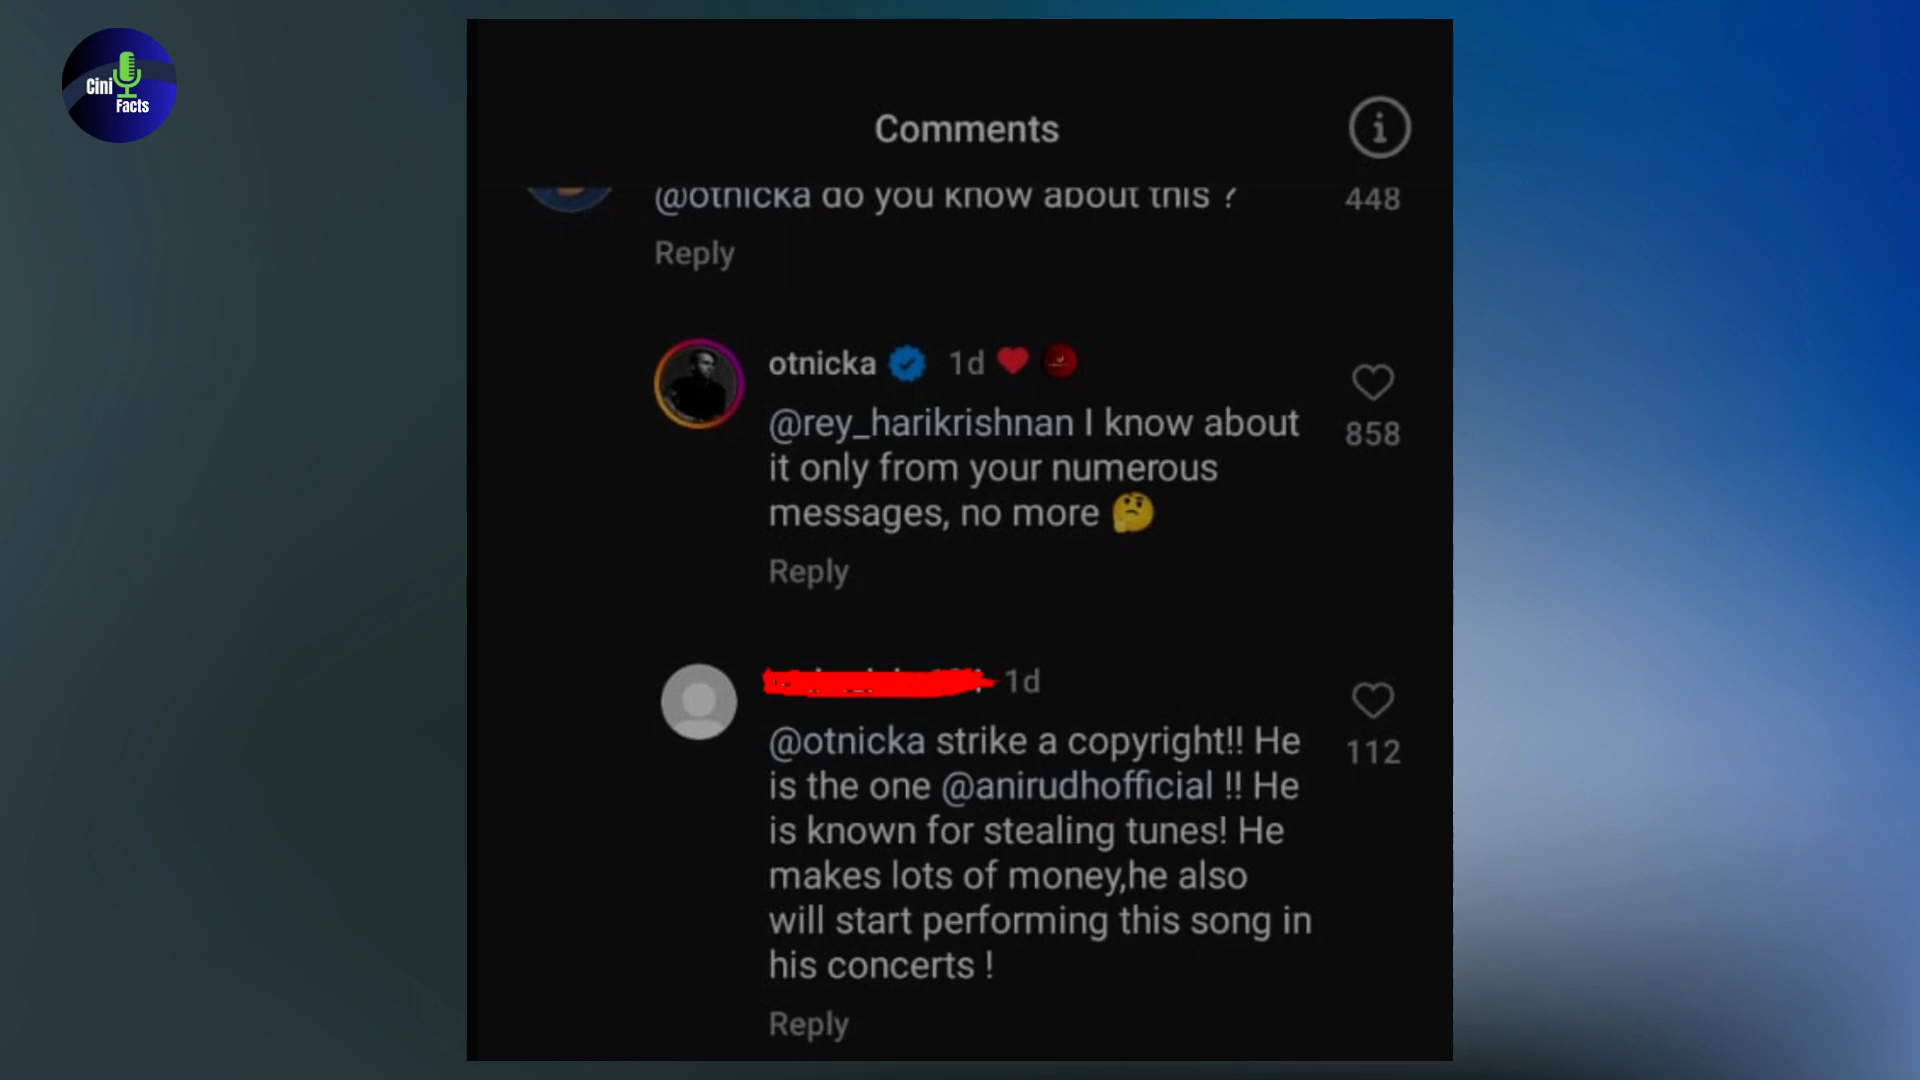 Cini
Facts
Comments
@otnicka do you know about this ?
448
Reply
otnicka 1d
@rey_harikrishnan I know about
it only from your numerous
messages, no more 🤔
858
Reply
1d
@otnicka strike a copyright!! He
is the one @anirudhofficial !! He
is known for stealing tunes! He
makes lots of money,he also
will start performing this song in
his concerts !
112
Reply